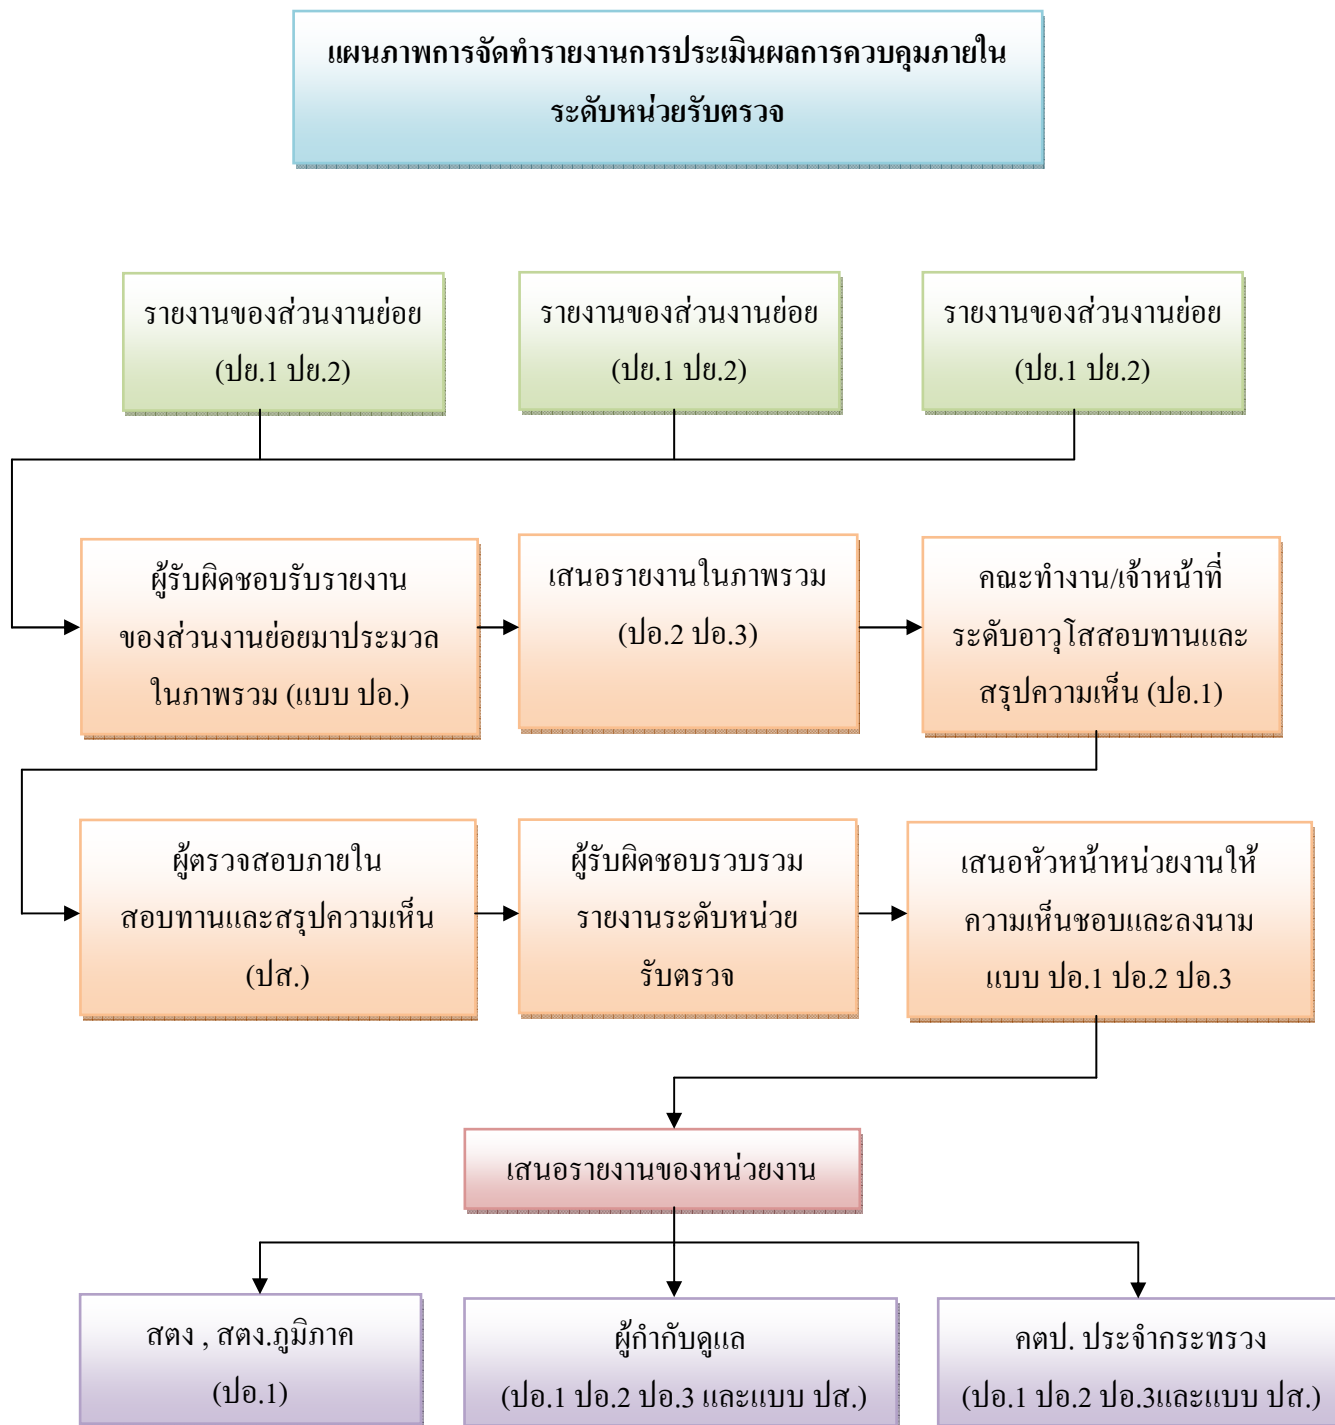 แผนภาพการจัดทำรายงานการประเมินผลการควบคุมภายใน
ระดับหน่วยรับตรวจ
รายงานของส่วนงานย่อย
(ปย.1 ปย.2)
รายงานของส่วนงานย่อย
(ปย.1 ปย.2)
รายงานของส่วนงานย่อย
(ปย.1 ปย.2)
ผู้รับผิดชอบรับรายงาน
ของส่วนงานย่อยมาประมวล
ในภาพรวม (แบบ ปอ.)
เสนอรายงานในภาพรวม
(ปอ.2 ปอ.3)
คณะทำงาน/เจ้าหน้าที่
ระดับอาวุโสสอบทานและ
สรุปความเห็น (ปอ.1)
ผู้ตรวจสอบภายใน
สอบทานและสรุปความเห็น
(ปส.)
ผู้รับผิดชอบรวบรวม
รายงานระดับหน่วย
รับตรวจ
เสนอหัวหน้าหน่วยงานให้
ความเห็นชอบและลงนาม
แบบ ปอ.1 ปอ.2 ปอ.3
เสนอรายงานของหน่วยงาน
สตง , สตง.ภูมิภาค
(ปอ.1)
ผู้กำกับดูแล
(ปอ.1 ปอ.2 ปอ.3 และแบบ ปส.)
คตป. ประจำกระทรวง
(ปอ.1 ปอ.2 ปอ.3และแบบ ปส.)